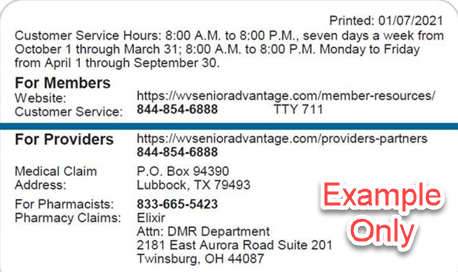 Printed: 01/07/2021
Customer Service Hours: 8:00 A.M. to 8:00 P.M., seven days a week from
October 1 through March 31; 8:00 A.M. to 8:00 P.M. Monday to Friday
from April 1 through September 30.
For Members
Website: https://wvsenioradvantage.com/member-resources/
Customer Service: 844-854-6888 TTY 711
For Providers https://wvsenioradvantage.com/providers-partners
844-854-6888
Medical Claim P.O. Box 94390
Address: Lubbock, TX 79493
For Pharmacists: 833-665-5423
Pharmacy Claims: Elixir
Attn: DMR Department
2181 East Aurora Road Suite 201
Twinsburg, OH 44087
Example
Only